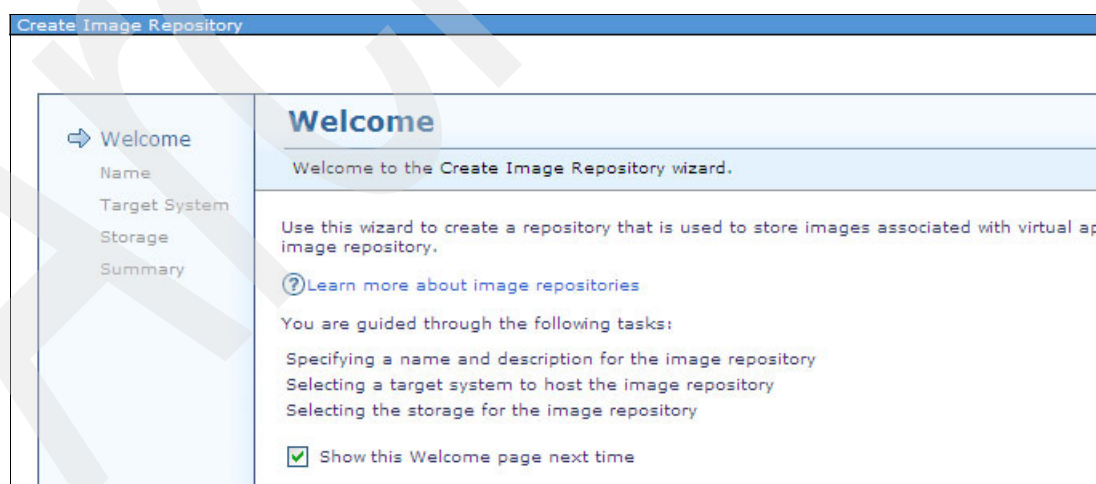 Create Image Repository
Welcome
Name
Target System
Storage
Summary
Welcome
Welcome to the Create Image Repository wizard.
Use this wizard to create a repository that is used to store images associated with virtual
image repository.
Learn more about image repositories
You are guided through the following tasks:
Specifying a name and description for the image repository
Selecting a target system to host the image repository
Selecting the storage for the image repository
Show this Welcome page next time